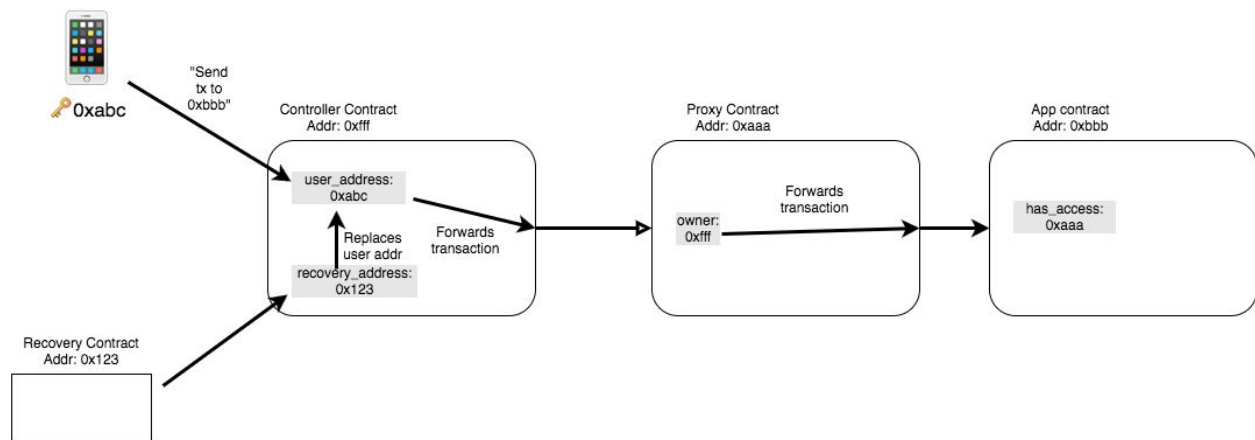 0xabc
"Send
tx to
0xbbb"
Controller Contract
Addr: 0xfff
user_address:
0xabc
Replaces
user addr
Forwards
transaction
recovery_address:
0x123
Recovery Contract
Addr: 0x123
Proxy Contract
Addr: 0xaaa
owner:
0xfff
Forwards
transaction
App contract
Addr: 0xbbb
has_access:
0xaaa